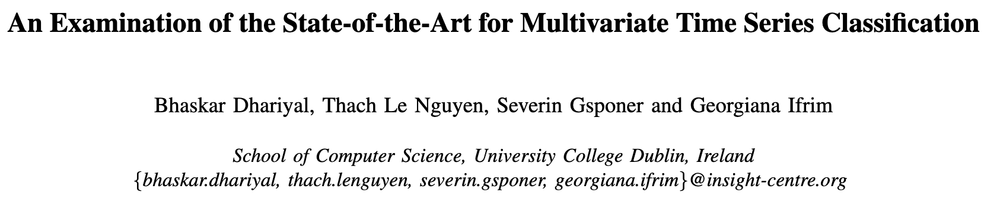 An Examination of the State-of-the-Art for Multivariate Time Series Classification
Bhaskar Dhariyal, Thach Le Nguyen, Severin Gsponer and Georgiana Ifrim
School of Computer Science, University College Dublin, Ireland
{bhaskar.dhariyal, thach.lenguyen, severin.gsponer, georgiana.ifrim}@insight-centre.org